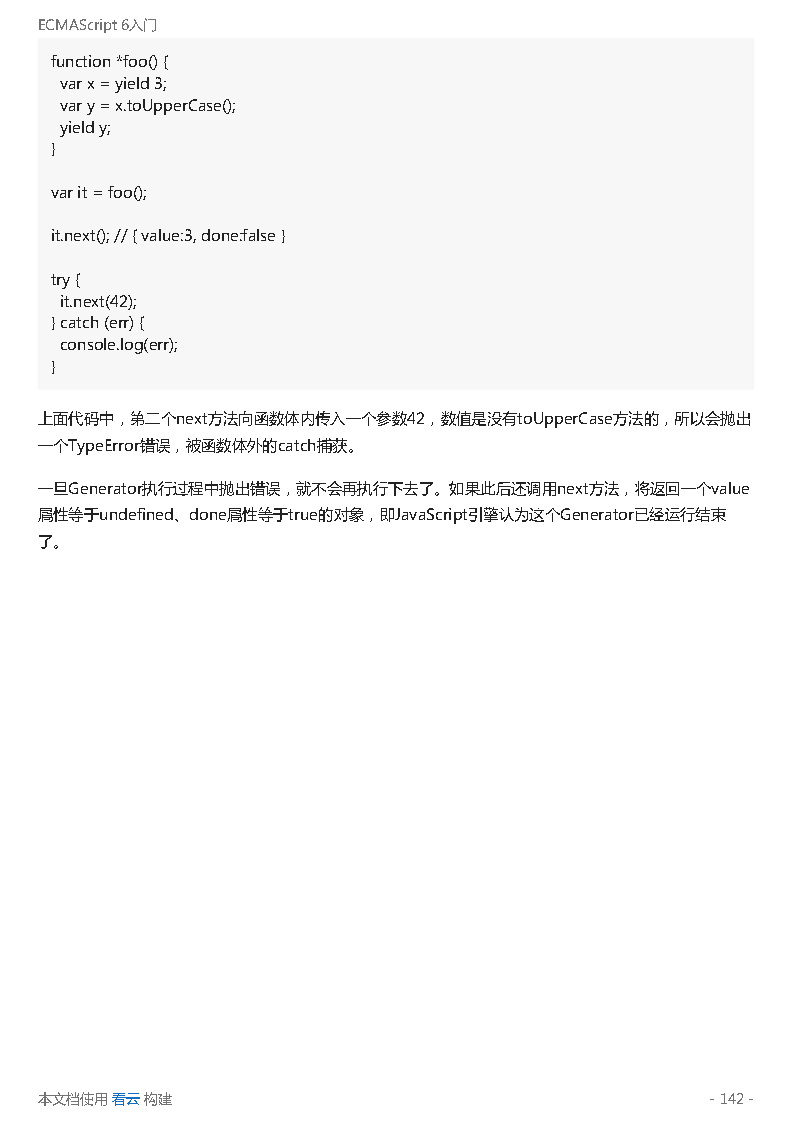 ECMAScript 6入门
function *foo() {
  var x = yield 3;
  var y = x.toUpperCase();
  yield y;
}

var it = foo();

it.next(); // { value:3, done:false }

try {
  it.next(42);
} catch (err) {
  console.log(err);
}
上面代码中，第二个next方法向函数体内传入一个参数42，数值是没有toUpperCase方法的，所以会抛出
一个TypeError错误，被函数体外的catch捕获。
一旦Generator执行过程中抛出错误，就不会再执行下去了。如果此后还调用next方法，将返回一个value
属性等于undefined、done属性等于true的对象，即JavaScript引擎认为这个Generator已经运行结束
了。
本文档使用 看云 构建
- 142 -